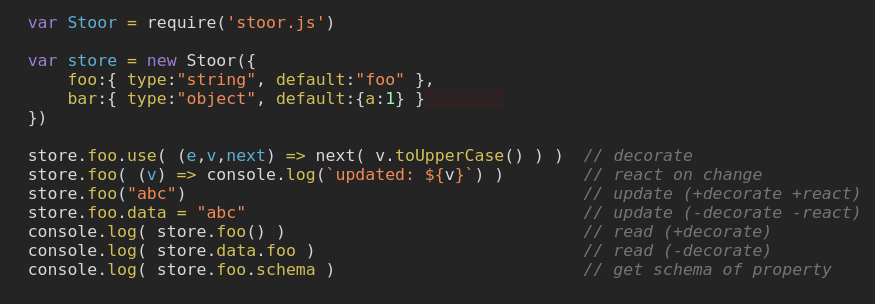 var Stoor = require('stoor.js')
var store = new Stoor({
    foo:{ type:"string", default:"foo" },
    bar:{ type:"object", default:{a:1} }
})
store.foo.use( (e,v,next) => next( v.toUpperCase() ) )  // decorate
store.foo( (v) => console.log(`updated: ${v}`) )        // react on change
store.foo("abc")                                        // update (+decorate +react)
store.foo.data = "abc"                                  // update (-decorate -react)
console.log( store.foo() )                              // read (+decorate)
console.log( store.data.foo )                           // read (-decorate)
console.log( store.foo.schema )                         // get schema of property